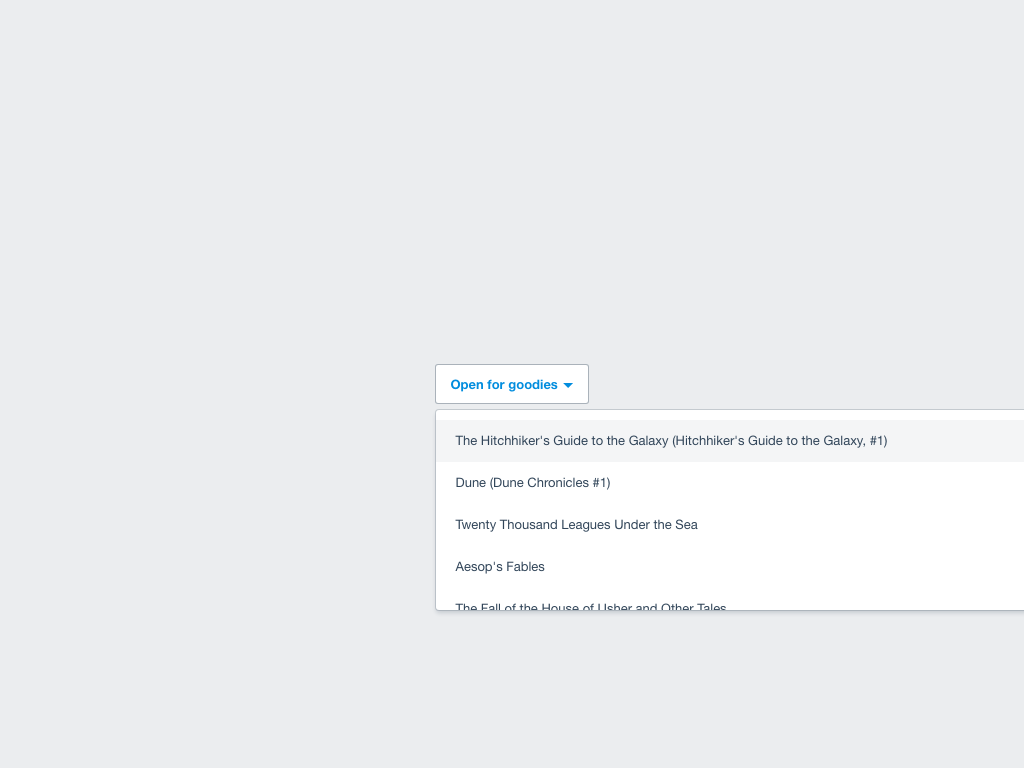 Open for goodies
The Hitchhiker's Guide to the Galaxy (Hitchhiker's Guide to the Galaxy, #1)
Dune (Dune Chronicles #1)
Twenty Thousand Leagues Under the Sea
Aesop's Fables
The Fall of the House of Usher and Other Tales